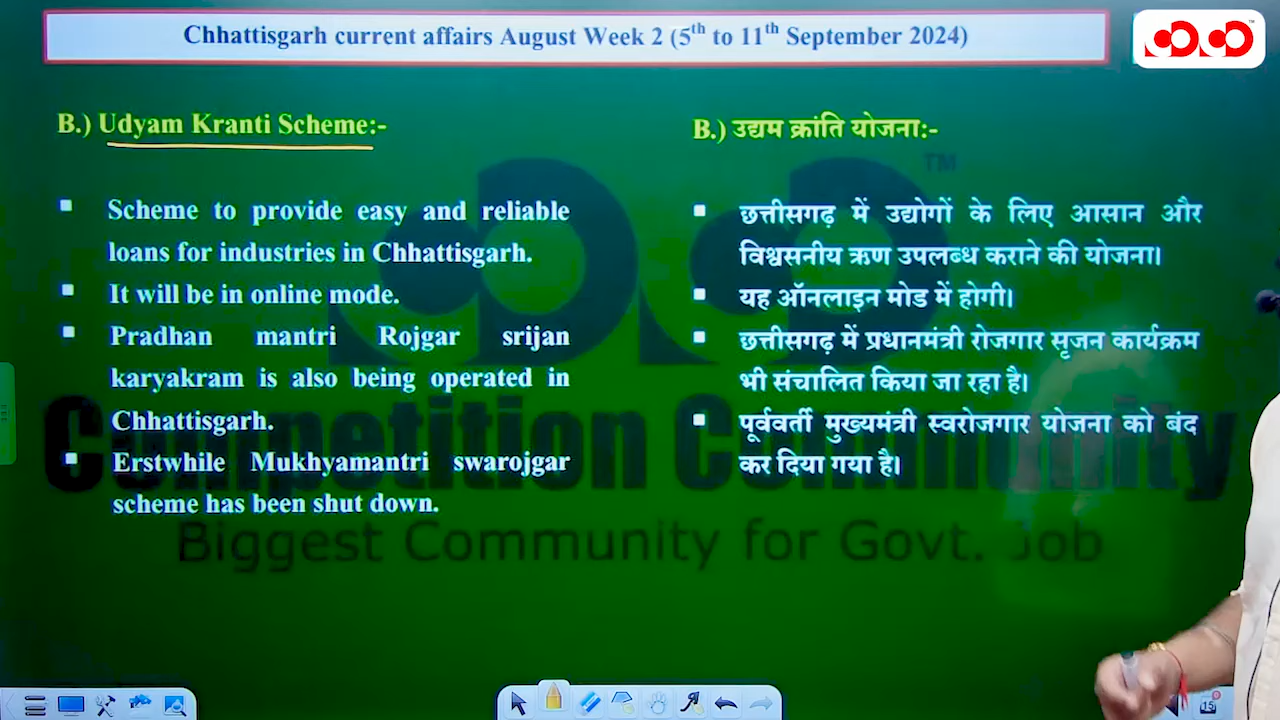 Chhattisgarh current affairs August Week 2 (5th to 11th September 2024)
B.) Udyam Kranti Scheme:-
Scheme to provide easy and reliable
loans for industries in Chhattisgarh.
It will be in online mode.
Pradhan mantri Rojgar srijan
karyakram is also being operated in
Chhattisgarh.
Erstwhile Mukhyamantri swarojgar
scheme has been shut down.
B.) उद्यम क्रांति योजना:-
छत्तीसगढ़ में उद्योगों के लिए आसान और
विश्वसनीय ऋण उपलब्ध कराने की योजना।
यह ऑनलाइन मोड में होगी।
छत्तीसगढ़ में प्रधानमंत्री रोजगार सृजन कार्यक्रम
भी संचालित किया जा रहा है।
पूर्ववर्ती मुख्यमंत्री स्वरोजगार योजना को बंद
कर दिया गया है।
TM
Competition Community
Biggest Community for Govt. Job
15